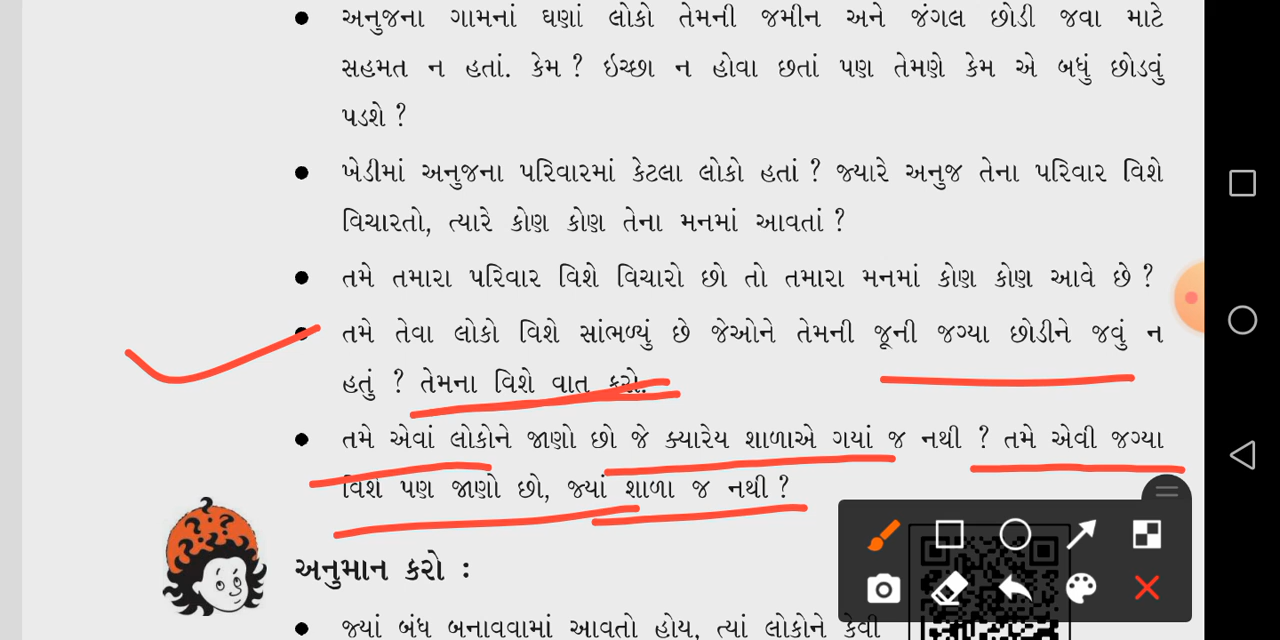 ● અનુજના ગામનાં ઘણાં લોકો તેમની જમીન અને જંગલ છોડી જવા માટે
સહમત ન હતાં. કેમ ? ઇચ્છા ન હોવા છતાં પણ તેમણે કેમ એ બધું છોડવું
પડશે ?
● ખેડીમાં અનુજના પરિવારમાં કેટલા લોકો હતાં ? જ્યારે અનુજ તેના પરિવાર વિશે
વિચારતો, ત્યારે કોણ કોણ તેના મનમાં આવતાં ?
● તમે તમારા પરિવાર વિશે વિચારો છો તો તમારા મનમાં કોણ કોણ આવે છે ?
● તમે તેવા લોકો વિશે સાંભળ્યું છે જેઓને તેમની જૂની જગ્યા છોડીને જવું ન
હતું ? તેમના વિશે વાત કરો.
● તમે એવાં લોકોને જાણો છો જે ક્યારેય શાળાએ ગયાં જ નથી ? તમે એવી જગ્યા
વિશે પણ જાણો છો, જ્યાં શાળા જ નથી ?
અનુમાન કરો :
● જ્યાં બંધ બનાવવામાં આવતો હોય, ત્યાં લોકોને કેવી